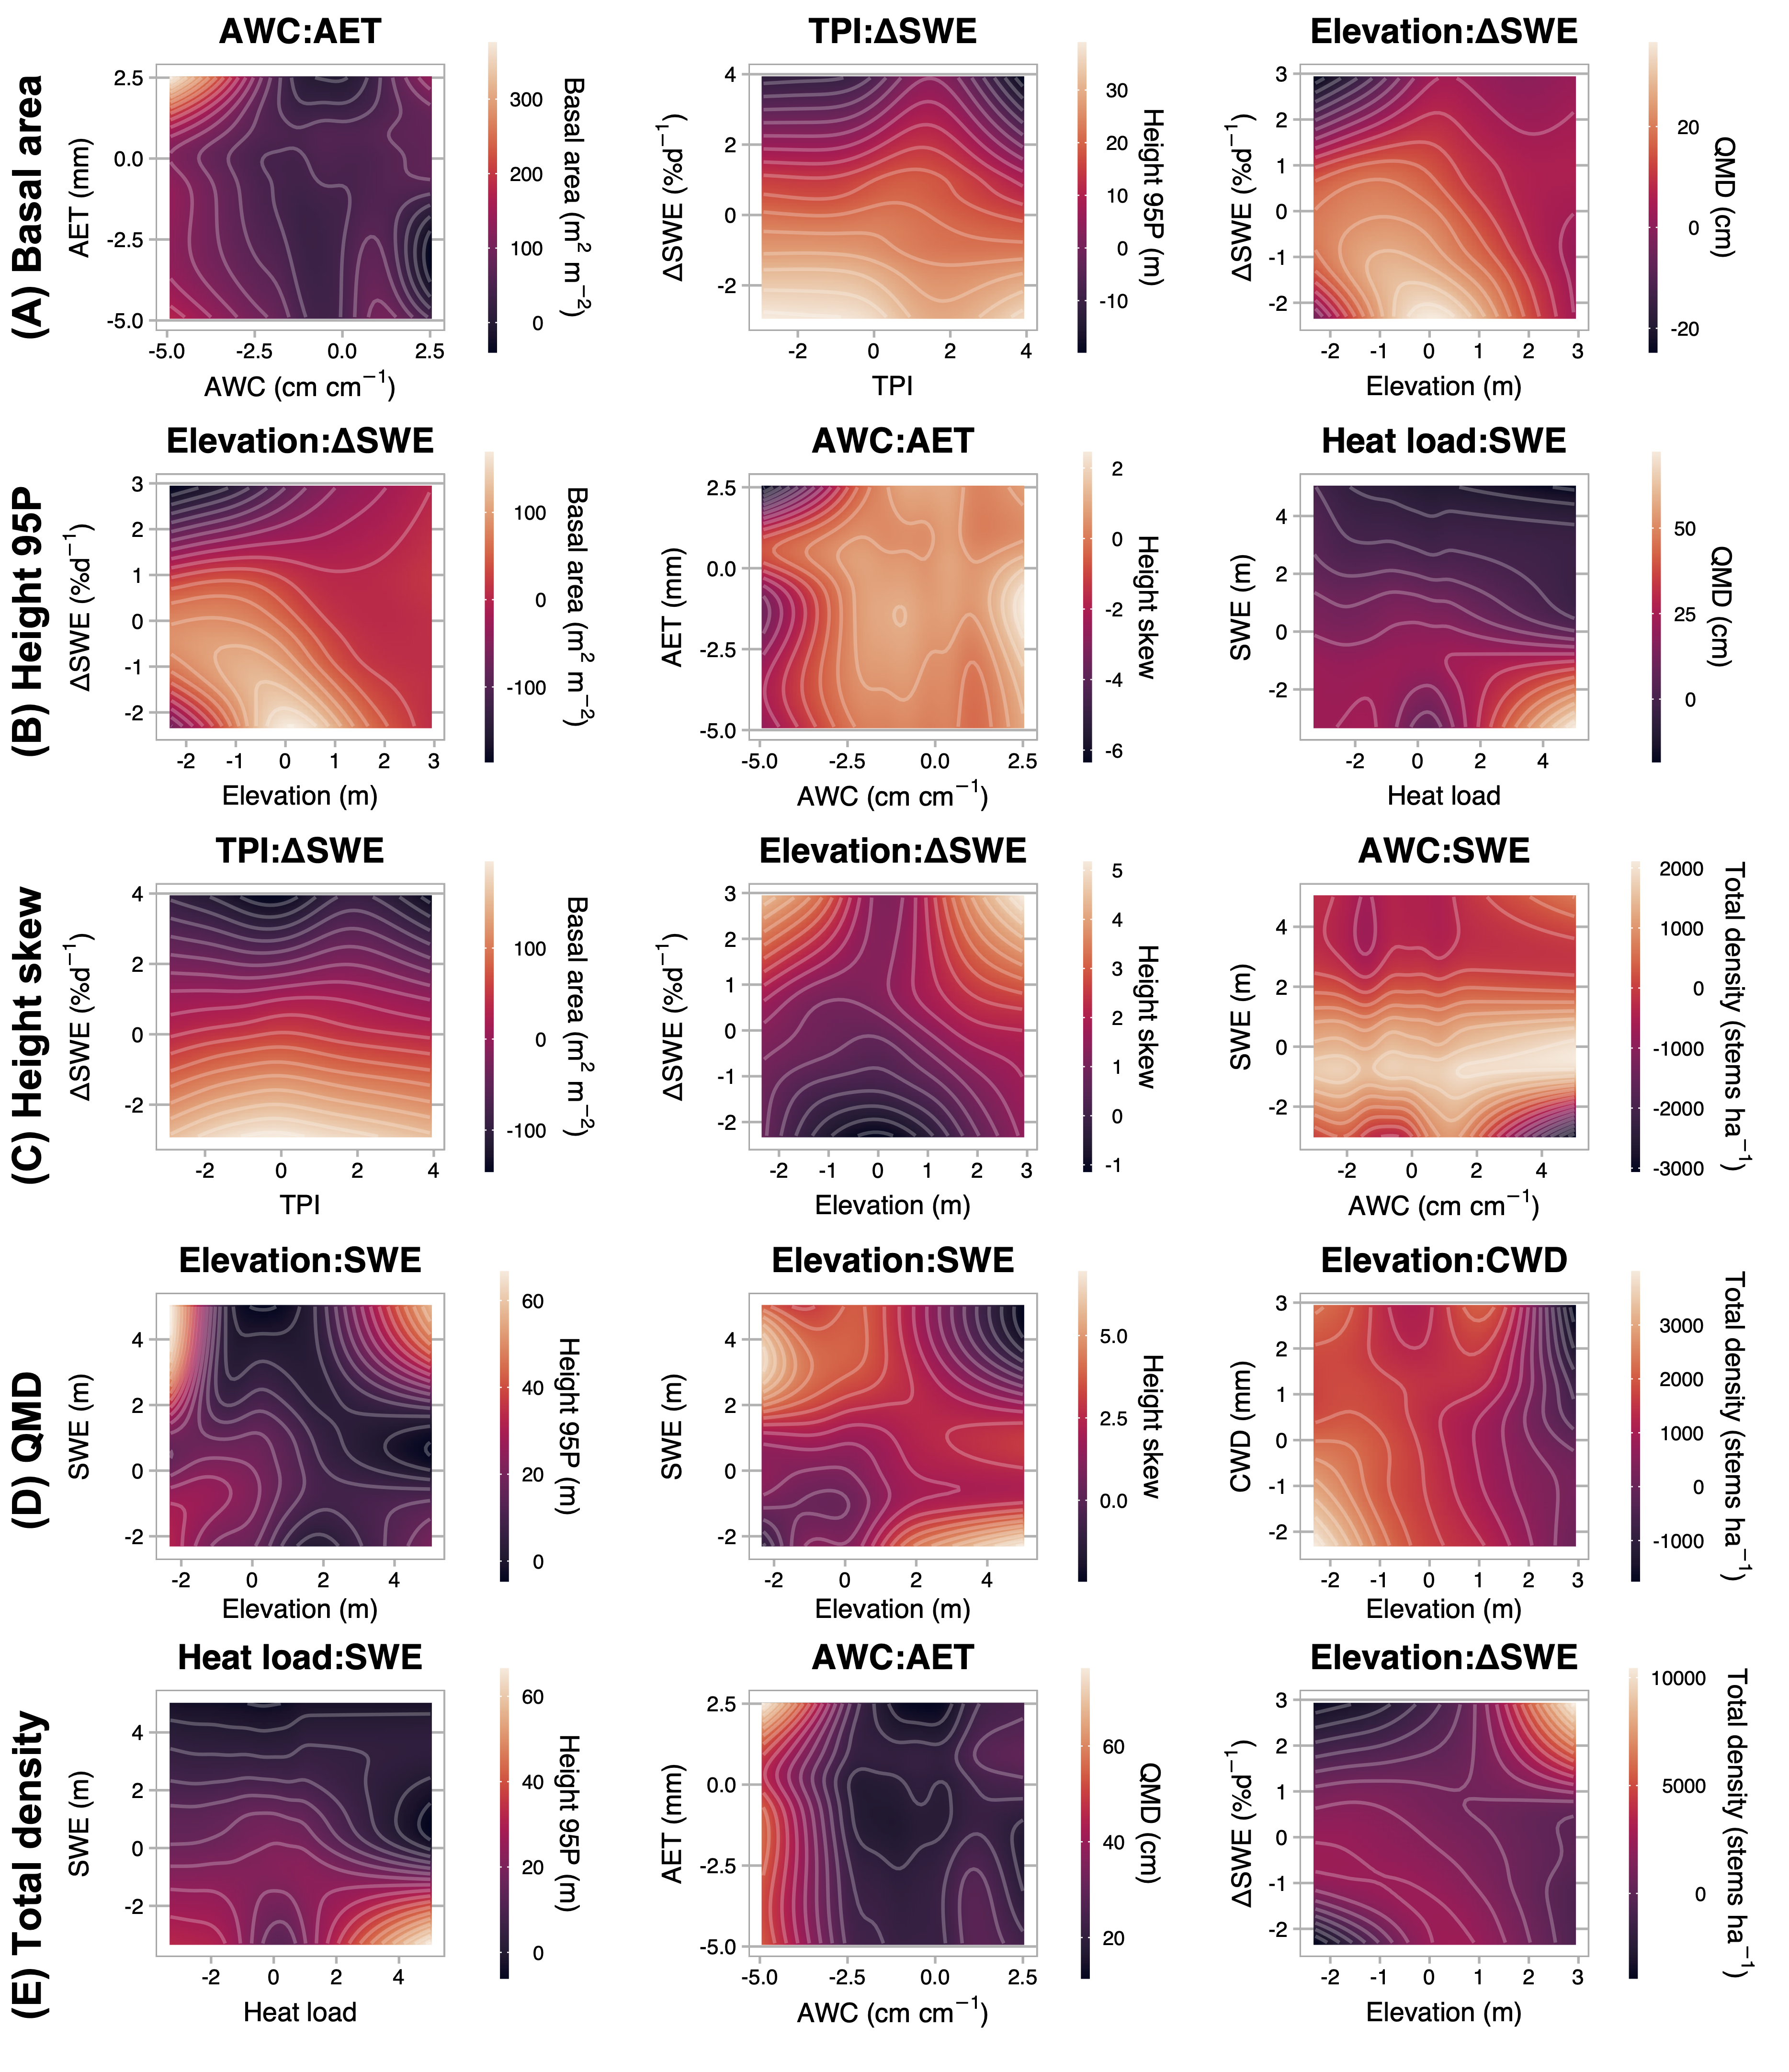 (A) Basal area
AWC:AET
AET (mm)
2.5
0.0
-2.5
-5.0
-5.0 -2.5 0.0 2.5
AWC (cm cm−1)
300
200
100
0
Basal area (m2 m−2)
TPI:ΔSWE
ΔSWE (%d−1)
4
2
0
-2
-2 0 2 4
TPI
30
20
10
0
-10
Height 95P (m)
Elevation:ΔSWE
ΔSWE (%d−1)
3
2
1
0
-1
-2
-2 -1 0 1 2 3
Elevation (m)
20
0
-20
QMD (cm)
(B) Height 95P
Elevation:ΔSWE
ΔSWE (%d−1)
3
2
1
0
-1
-2
-2 -1 0 1 2 3
Elevation (m)
100
0
-100
Basal area (m2 m−2)
AWC:AET
AET (mm)
2.5
0.0
-2.5
-5.0
-5.0 -2.5 0.0 2.5
AWC (cm cm−1)
2
0
-2
-4
-6
Height skew
Heat load:SWE
SWE (m)
4
2
0
-2
-2 0 2 4
Heat load
50
25
0
QMD (cm)
(C) Height skew
TPI:ΔSWE
ΔSWE (%d−1)
4
2
0
-2
-2 0 2 4
TPI
100
0
-100
Basal area (m2 m−2)
Elevation:ΔSWE
ΔSWE (%d−1)
3
2
1
0
-1
-2
-2 -1 0 1 2 3
Elevation (m)
5
4
3
2
1
0
-1
Height skew
AWC:SWE
SWE (m)
4
2
0
-2
-2 0 2 4
AWC (cm cm−1)
2000
1000
0
-1000
-2000
-3000
Total density (stems ha−1)
(D) QMD
Elevation:SWE
SWE (m)
4
2
0
-2
-2 0 2 4
Elevation (m)
60
40
20
0
Height 95P (m)
Elevation:SWE
SWE (m)
4
2
0
-2
-2 0 2 4
Elevation (m)
5.0
2.5
0.0
Height skew
Elevation:CWD
CWD (mm)
3
2
1
0
-1
-2
-2 -1 0 1 2 3
Elevation (m)
3000
2000
1000
0
-1000
Total density (stems ha−1)
(E) Total density
Heat load:SWE
SWE (m)
4
2
0
-2
-2 0 2 4
Heat load
60
40
20
0
Height 95P (m)
AWC:AET
AET (mm)
2.5
0.0
-2.5
-5.0
-5.0 -2.5 0.0 2.5
AWC (cm cm−1)
60
40
20
QMD (cm)
Elevation:ΔSWE
ΔSWE (%d−1)
3
2
1
0
-1
-2
-2 -1 0 1 2 3
Elevation (m)
10000
5000
0
Total density (stems ha−1)